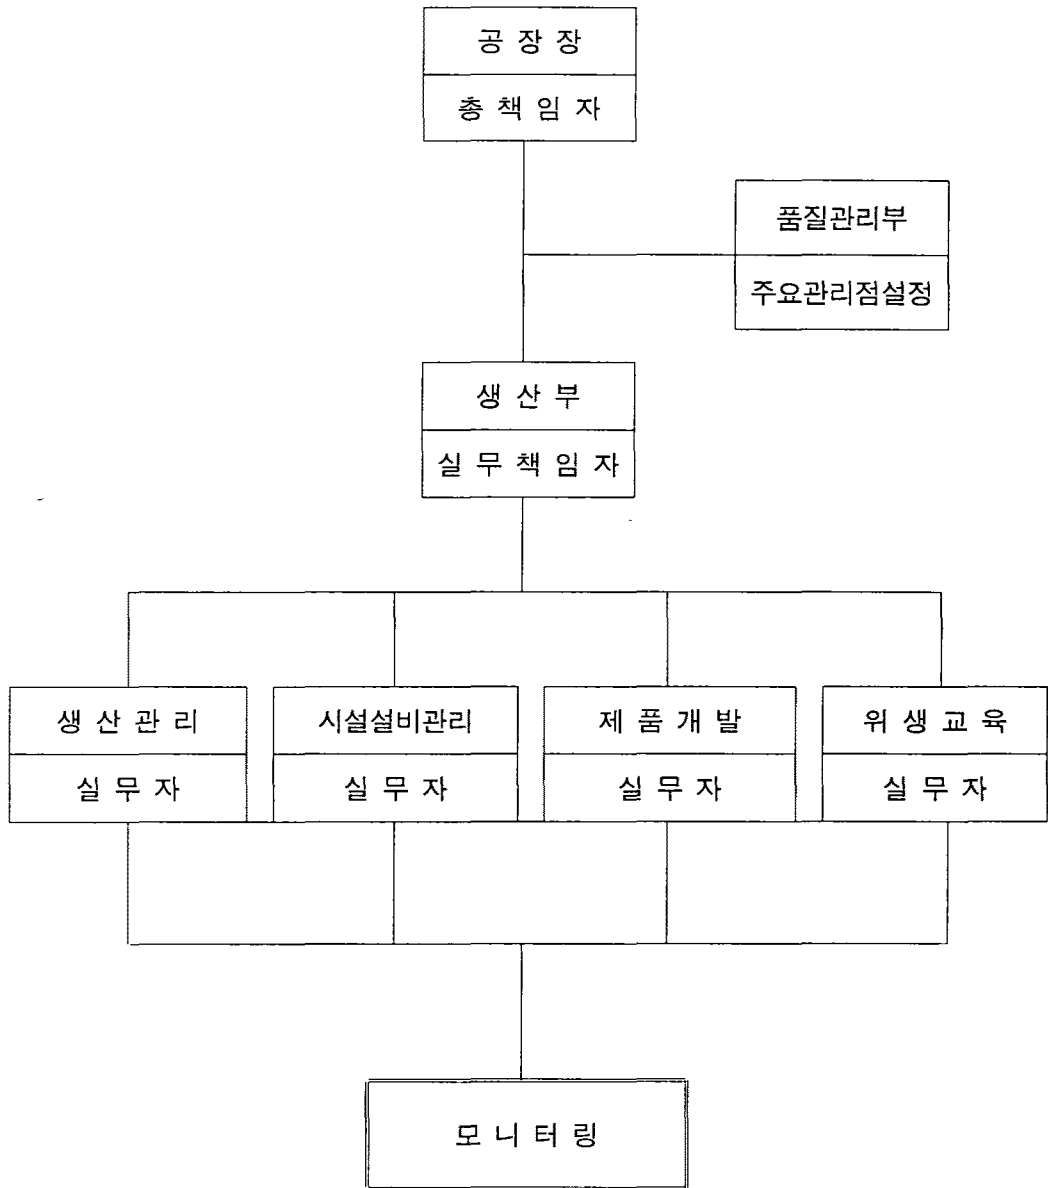 공 장 장
총 책 임 자
품질관리부
주요관리점설정
생 산 부
실 무 책 임 자
생 산 관 리
실 무 자
시설설비관리
실 무 자
제 품 개 발
실 무 자
위 생 교 육
실 무 자
모 니 터 링